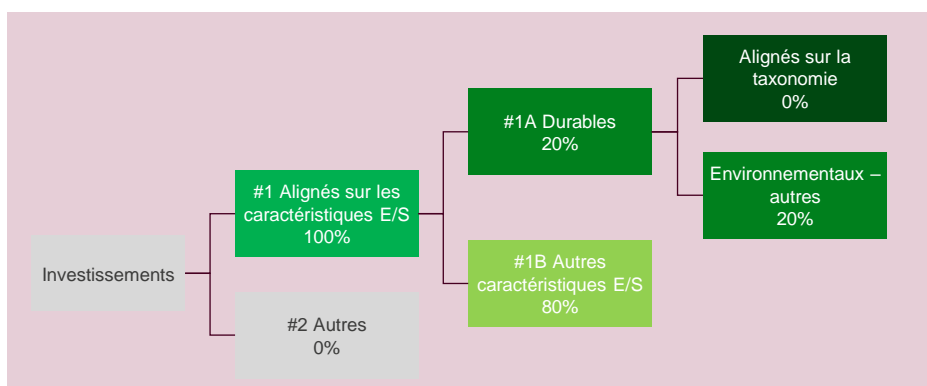 Investissements
#1 Alignés sur les
caractéristiques E/S
100%
#2 Autres
0%
#1A Durables
20%
#1B Autres
caractéristiques E/S
80%
Alignés sur la
taxonomie
0%
Environnementaux –
autres
20%